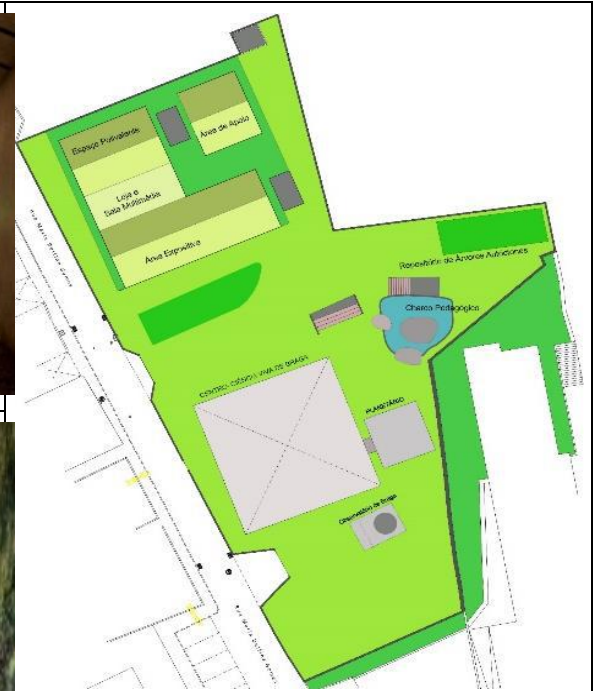 Espaço Polivalente
Área de Apoio
Loja e
Sala Multimédia
Área Expositiva
Repositório de Árvores Autóctones
Charco Pedagógico
CENTRO CIÊNCIA VIVA DE BRAGA
PLANETÁRIO
Observatório de Braga